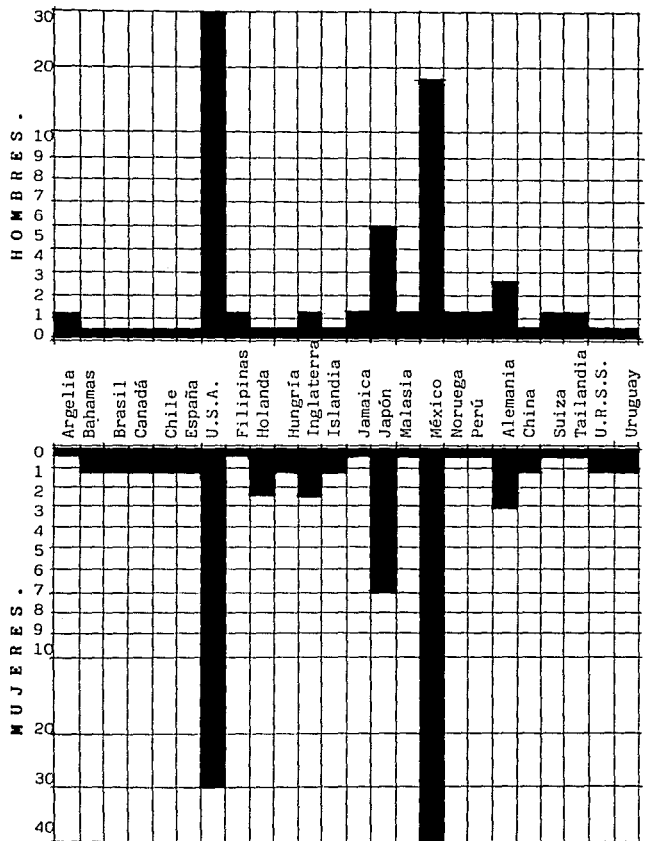 30
20
10
9
8
7
6
5
4
3
2
1
0
HOMBRES.
Argelia
Bahamas
Brasil
Canadá
Chile
España
U.S.A.
Filipinas
Holanda
Hungría
Inglaterra
Islandia
Jamaica
Japón
Malasia
México
Noruega
Perú
Alemania
China
Suiza
Tailandia
U.R.S.S.
Uruguay
0
1
2
3
4
5
6
7
8
9
10
20
30
40
MUJERES.